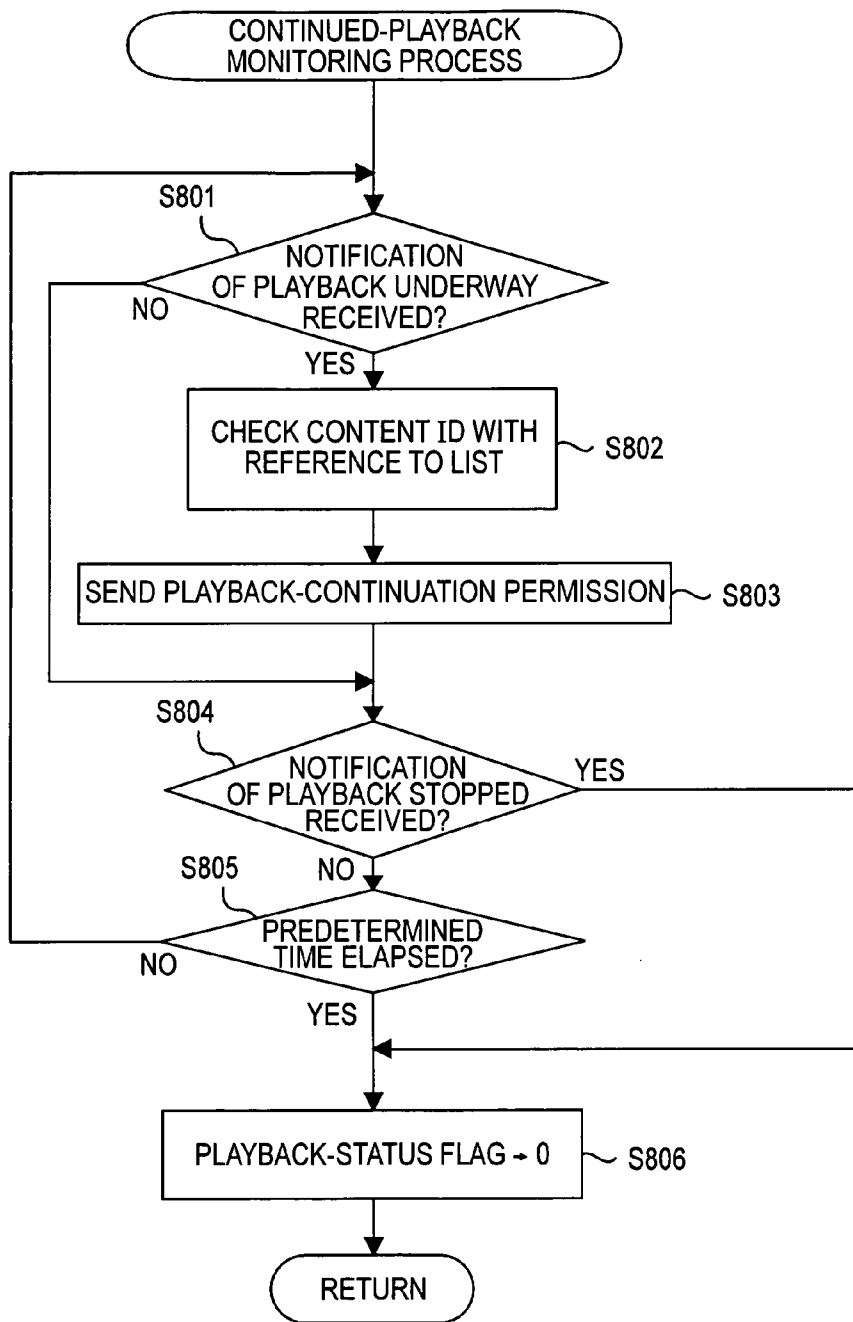 CONTINUED-PLAYBACK
MONITORING PROCESS
S801
NOTIFICATION
OF PLAYBACK UNDERWAY
RECEIVED?
NO
YES
CHECK CONTENT ID WITH
REFERENCE TO LIST
S802
SEND PLAYBACK-CONTINUATION PERMISSION
S803
S804
NOTIFICATION
OF PLAYBACK STOPPED
RECEIVED?
YES
NO
S805
PREDETERMINED
TIME ELAPSED?
NO
YES
PLAYBACK-STATUS FLAG → 0
S806
RETURN